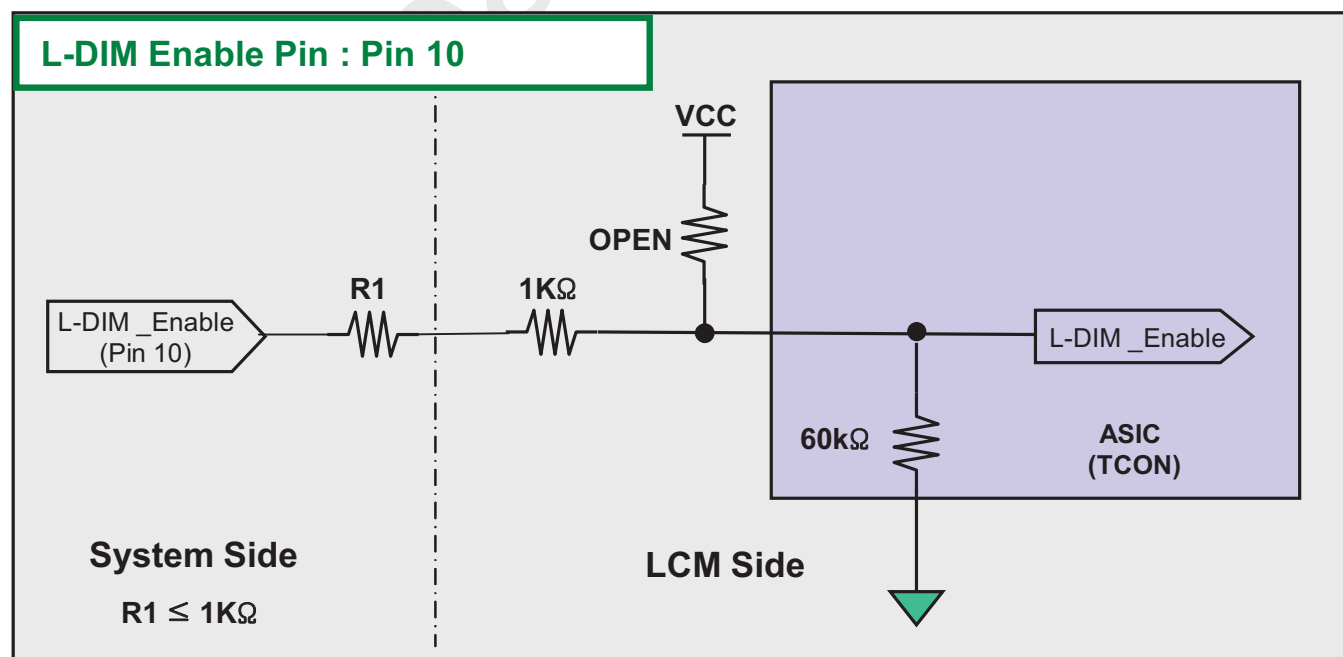 L-DIM Enable Pin : Pin 10
VCC
OPEN
R1
1KΩ
L-DIM _Enable
(Pin 10)
L-DIM _Enable
60kΩ
ASIC
(TCON)
System Side
LCM Side
R1 ≤ 1KΩ